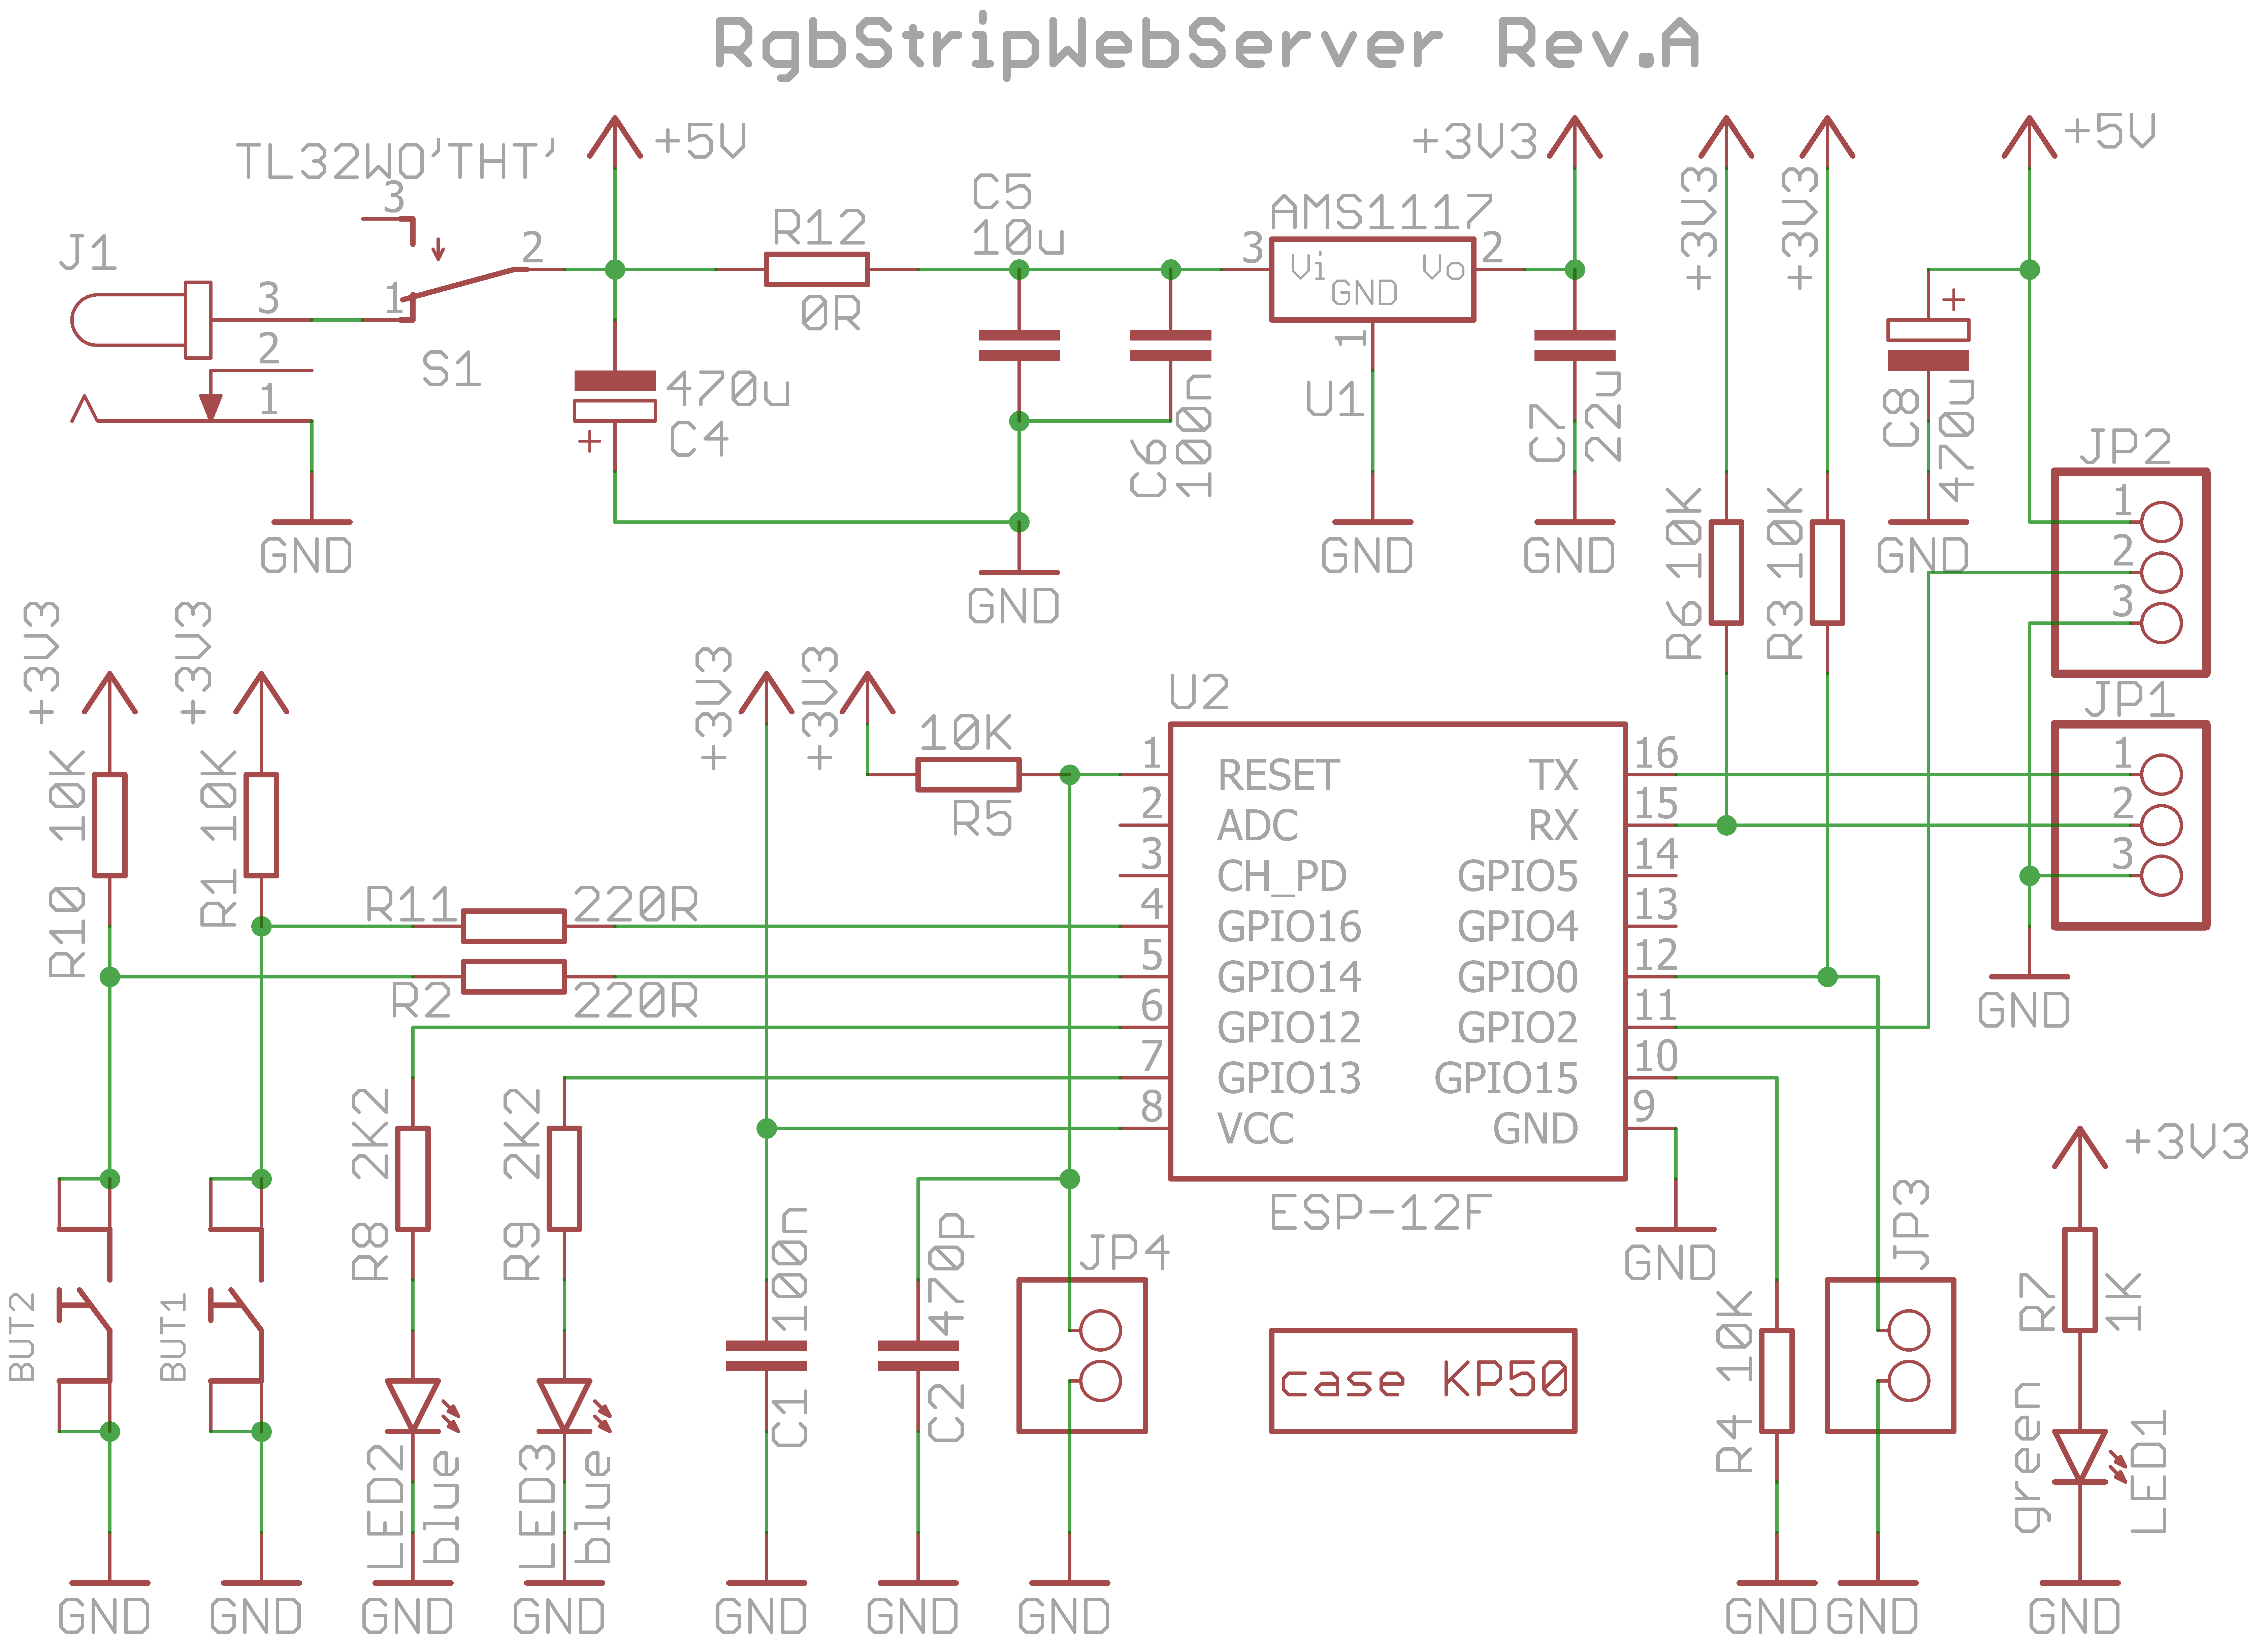 RgbStripWebServer Rev.A
TL32WO'THT'
3
2
1
S1
J1
3
2
1
GND
+5V
470u
C4
R12
0R
C5
10u
C6
100n
GND
AMS1117
3
Vi
Vo
GND
2
1
U1
GND
+3V3
C7
22u
GND
+3V3
+3V3
R6 10K
R3 10K
+5V
C8
470u
GND
JP2
1
2
3
JP1
1
2
3
GND
+3V3
+3V3
R10 10K
R1 10K
R11 220R
R2 220R
+3V3
+3V3
10K
R5
U2
1 RESET TX 16
2 ADC RX 15
3 CH_PD GPIO5 14
4 GPIO16 GPIO4 13
5 GPIO14 GPIO0 12
6 GPIO12 GPIO2 11
7 GPIO13 GPIO15 10
8 VCC GND 9
ESP-12F
GND
BUT2
BUT1
R8 2K2
R9 2K2
LED2
blue
LED3
blue
C1 100n
C2 470p
JP4
case KP50
R4 10K
JP3
+3V3
R7
1K
green
LED1
GND
GND
GND
GND
GND
GND
GND
GND
GND
GND